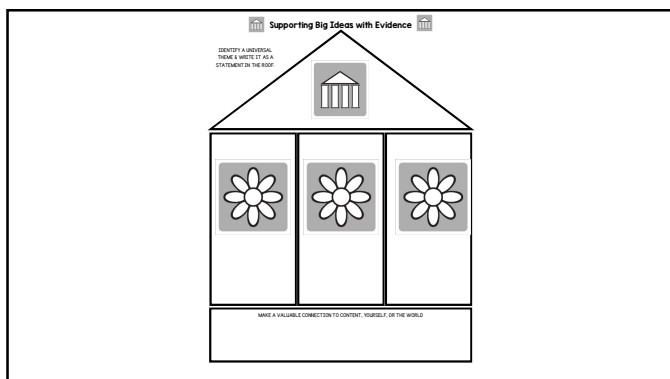 Supporting Big Ideas with Evidence
IDENTIFY A UNIVERSAL
THEME & WRITE IT AS A
STATEMENT IN THE ROOF.
MAKE A VALUABLE CONNECTION TO CONTENT, YOURSELF, OR THE WORLD